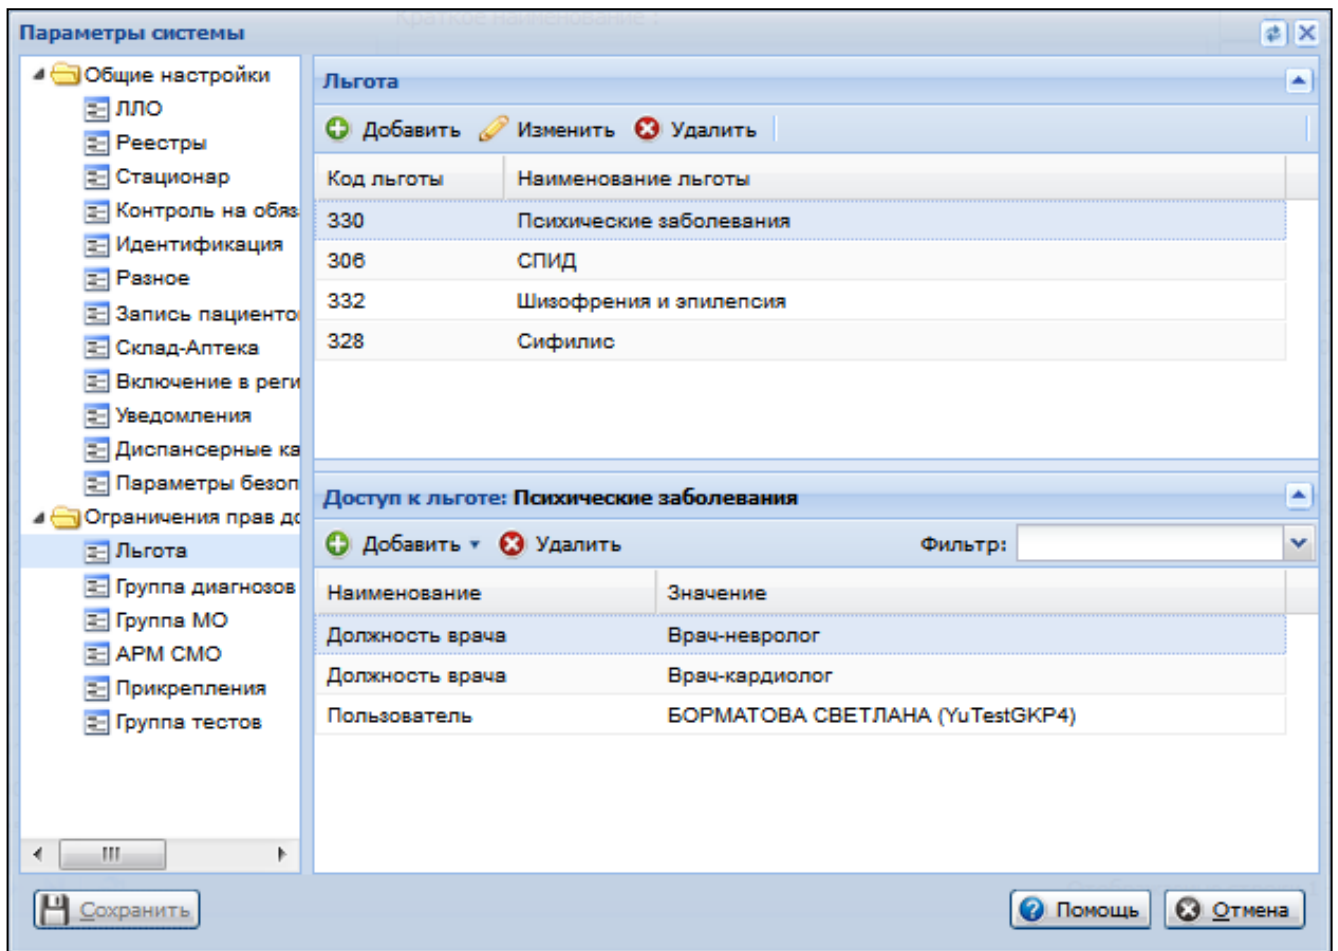 Краткое наименование :
Параметры системы
Общие настройки
ЛЛО
Реестры
Стационар
Контроль на обяз
Идентификация
Разное
Запись пациенто
Склад-Аптека
Включение в реги
Уведомления
Диспансерные ка
Параметры безоп
Ограничения прав до
Льгота
Группа диагнозов
Группа МО
АРМ СМО
Прикрепления
Группа тестов
Льгота
Добавить Изменить Удалить
Код льготы Наименование льготы
330 Психические заболевания
306 СПИД
332 Шизофрения и эпилепсия
328 Сифилис
Доступ к льготе: Психические заболевания
Добавить Удалить Фильтр:
Наименование Значение
Должность врача Врач-невролог
Должность врача Врач-кардиолог
Пользователь БОРМАТОВА СВЕТЛАНА (YuTestGKP4)
Сохранить Помощь Отмена